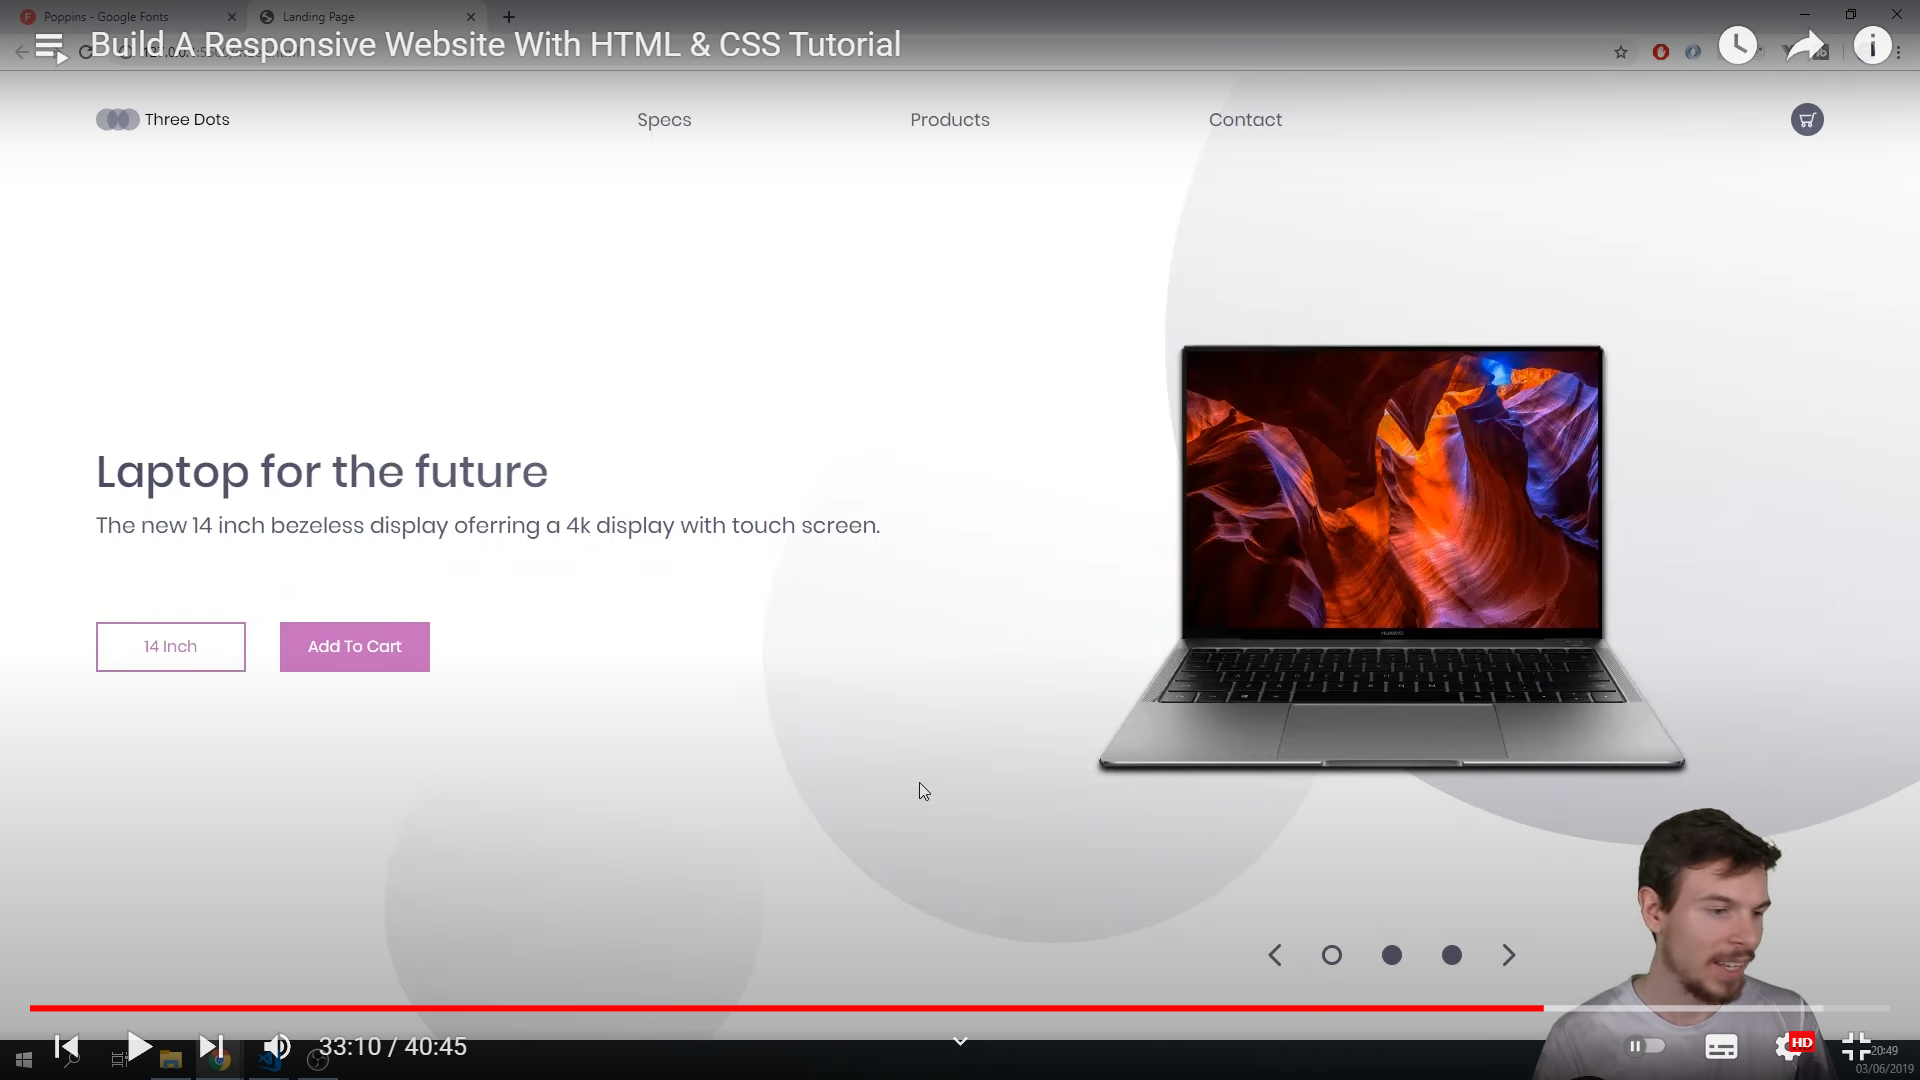 Poppins - Google Fonts
Landing Page
Build A Responsive Website With HTML & CSS Tutorial
Three Dots
Specs
Products
Contact
Laptop for the future
The new 14 inch bezeless display oferring a 4k display with touch screen.
14 Inch
Add To Cart
HUAWEI
33:10 / 40:45
HD
20:49
03/06/2019